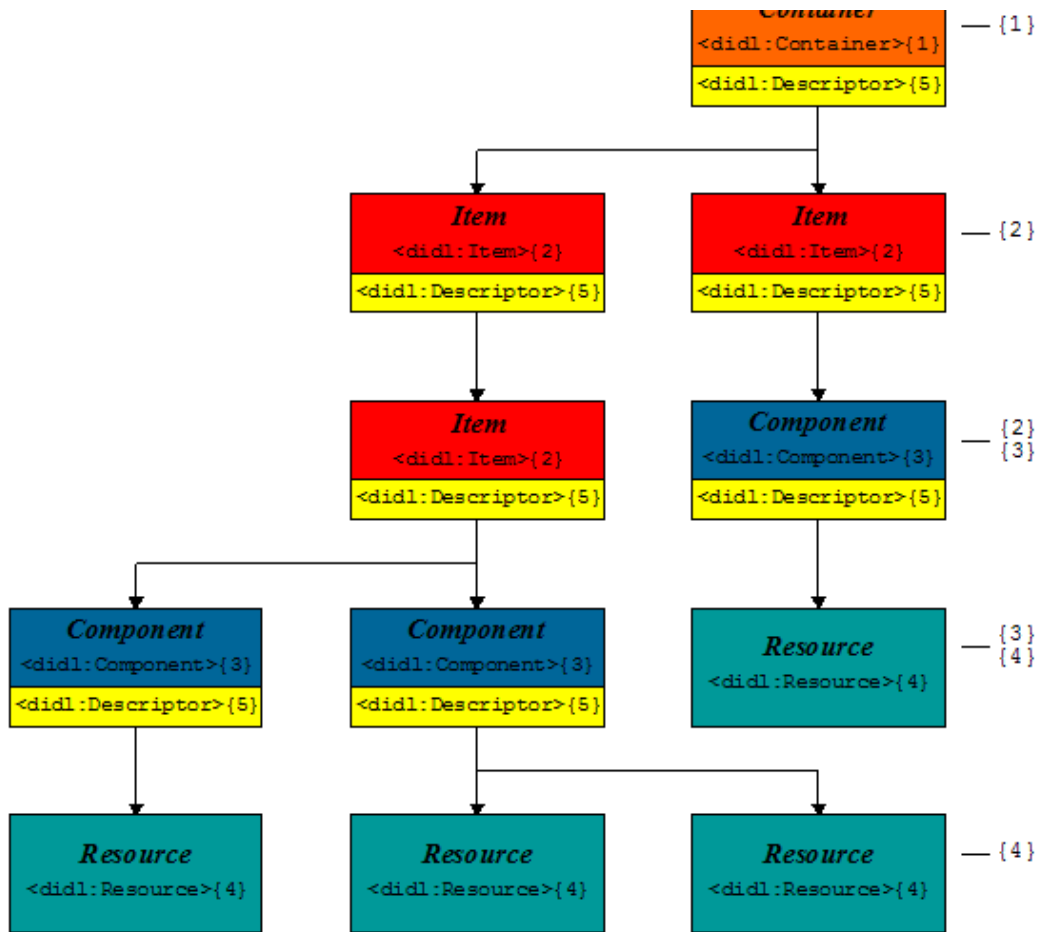 Container
<didl:Container>{1}
{1}
<didl:Descriptor>{5}
Item
<didl:Item>{2}
<didl:Descriptor>{5}
Item
<didl:Item>{2}
<didl:Descriptor>{5}
{2}
Item
<didl:Item>{2}
<didl:Descriptor>{5}
Component
<didl:Component>{3}
<didl:Descriptor>{5}
{2}
{3}
Component
<didl:Component>{3}
<didl:Descriptor>{5}
Component
<didl:Component>{3}
<didl:Descriptor>{5}
Resource
<didl:Resource>{4}
{3}
{4}
Resource
<didl:Resource>{4}
Resource
<didl:Resource>{4}
Resource
<didl:Resource>{4}
{4}